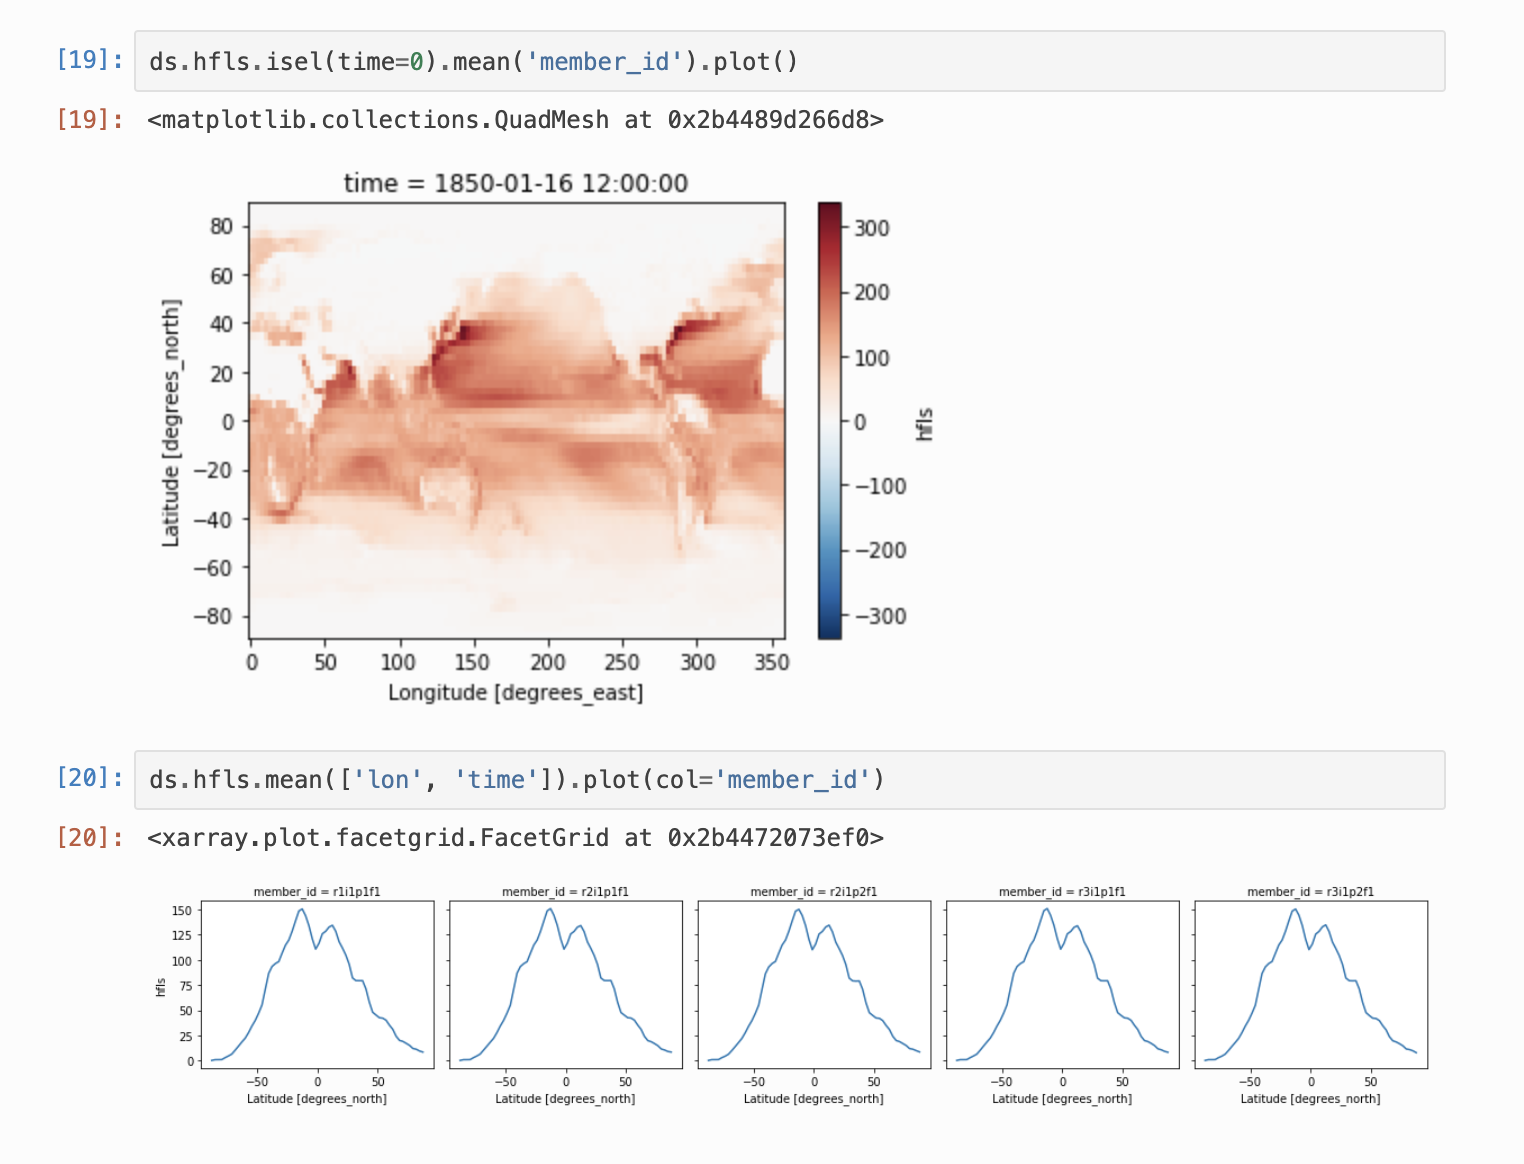 [19]: ds.hfls.isel(time=0).mean('member_id').plot()
[19]: <matplotlib.collections.QuadMesh at 0x2b4489d266d8>
time = 1850-01-16 12:00:00
80
60
40
20
0
−20
−40
−60
−80
Latitude [degrees_north]
0 50 100 150 200 250 300 350
Longitude [degrees_east]
300
200
100
0
−100
−200
−300
hfls
[20]: ds.hfls.mean(['lon', 'time']).plot(col='member_id')
[20]: <xarray.plot.facetgrid.FacetGrid at 0x2b4472073ef0>
member_id = r1i1p1f1 member_id = r2i1p1f1 member_id = r2i1p2f1 member_id = r3i1p1f1 member_id = r3i1p2f1
150
125
100
75
50
25
0
hfls
−50 0 50 −50 0 50 −50 0 50 −50 0 50 −50 0 50
Latitude [degrees_north] Latitude [degrees_north] Latitude [degrees_north] Latitude [degrees_north] Latitude [degrees_north]